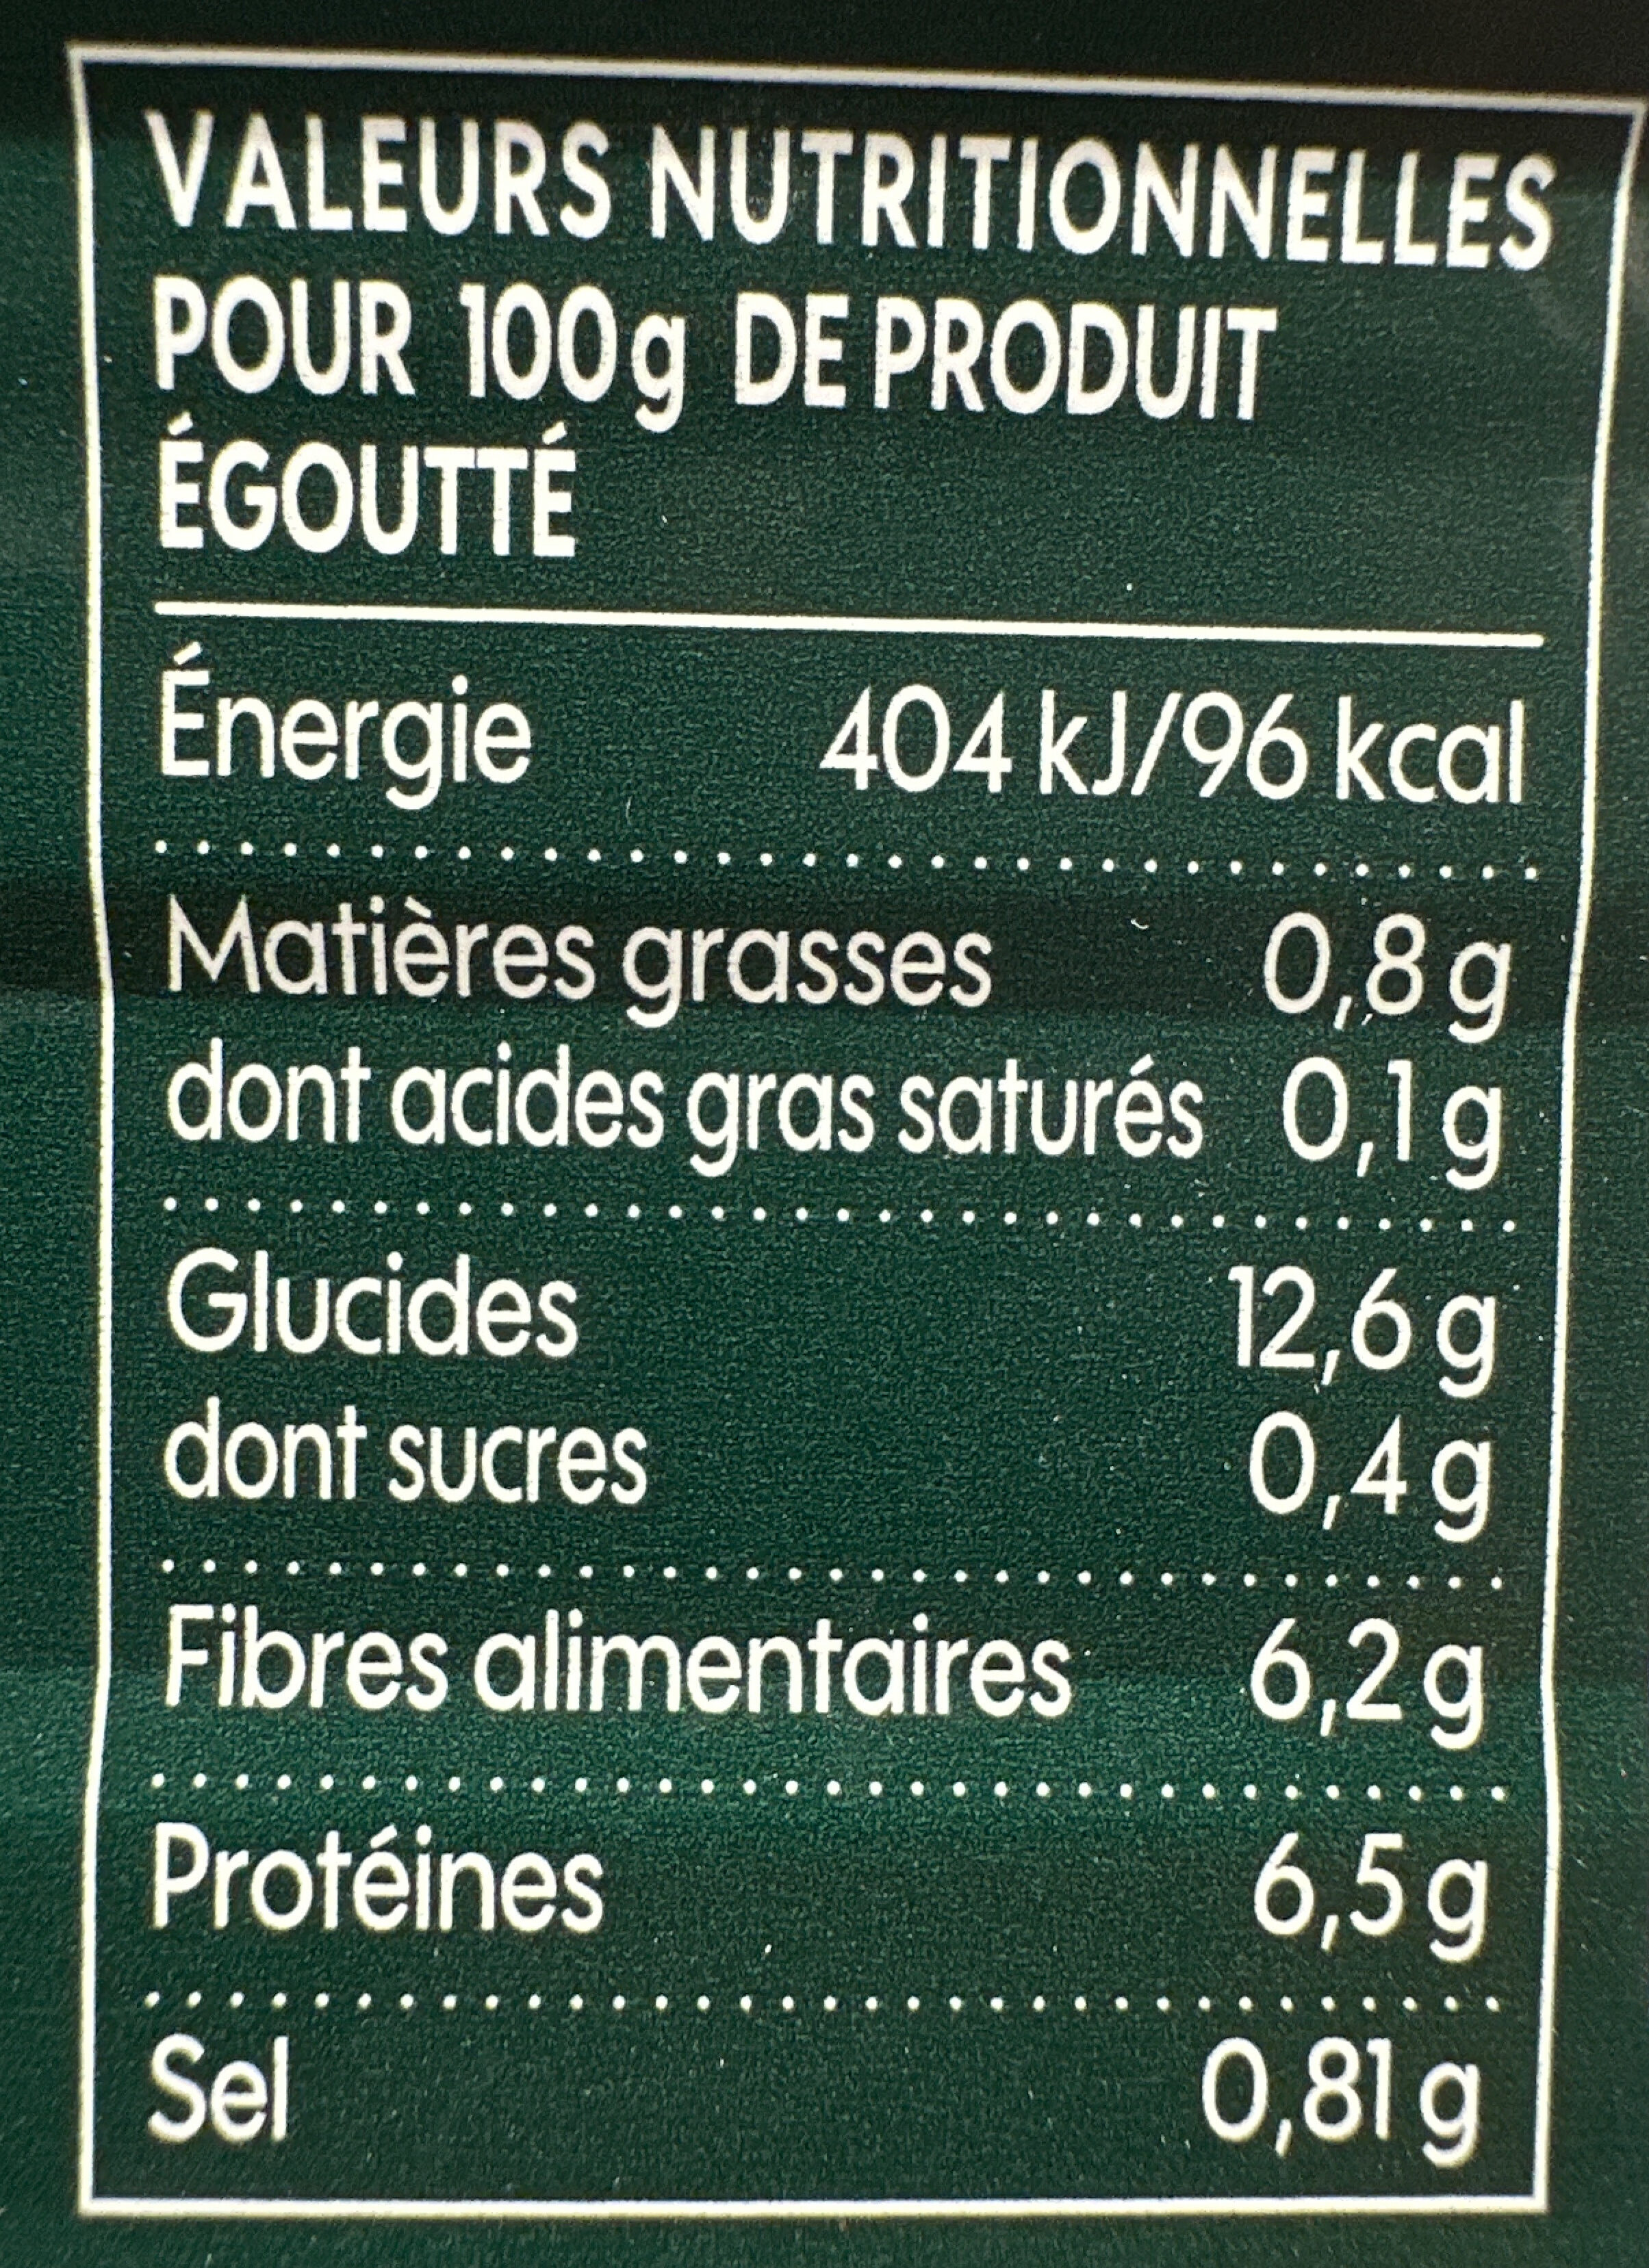 VALEURS NUTRITIONNELLES
POUR 100g DE PRODUIT
ÉGOUTTÉ
Énergie 404 kJ/96 kcal
Matières grasses 0,8 g
dont acides gras saturés 0,1 g
Glucides 12,6 g
dont sucres 0,4 g
Fibres alimentaires 6,2 g
Protéines 6,5 g
Sel 0,81 g